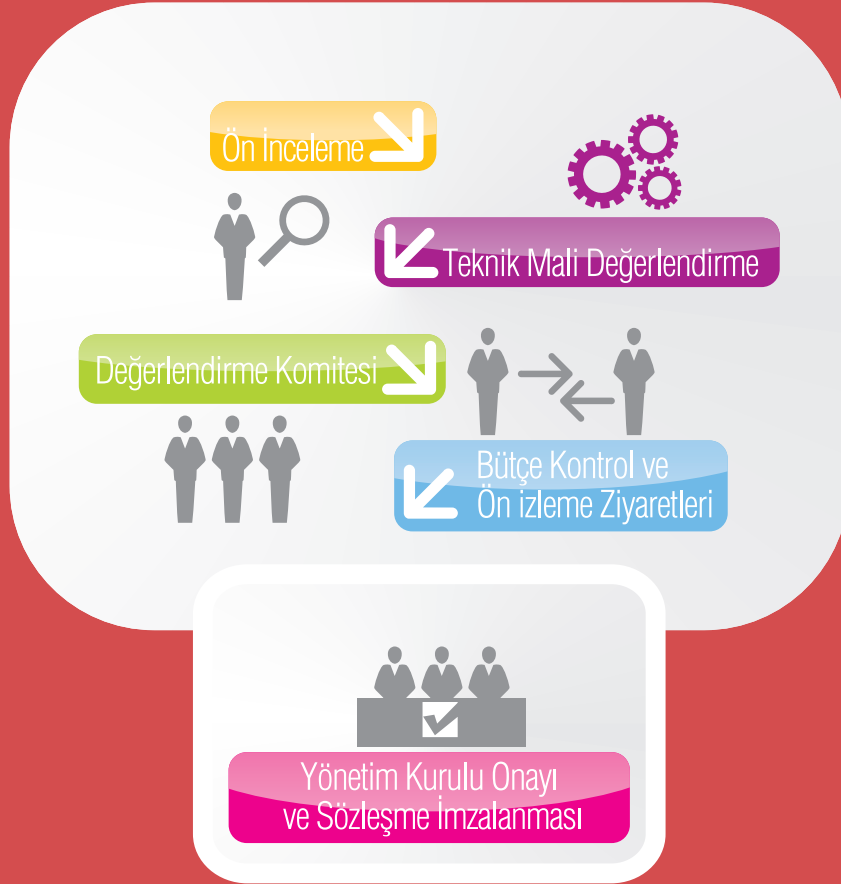 Ön İnceleme
Teknik Mali Değerlendirme
Değerlendirme Komitesi
Bütçe Kontrol ve
Ön izleme Ziyaretleri
Yönetim Kurulu Onayı
ve Sözleşme İmzalanması